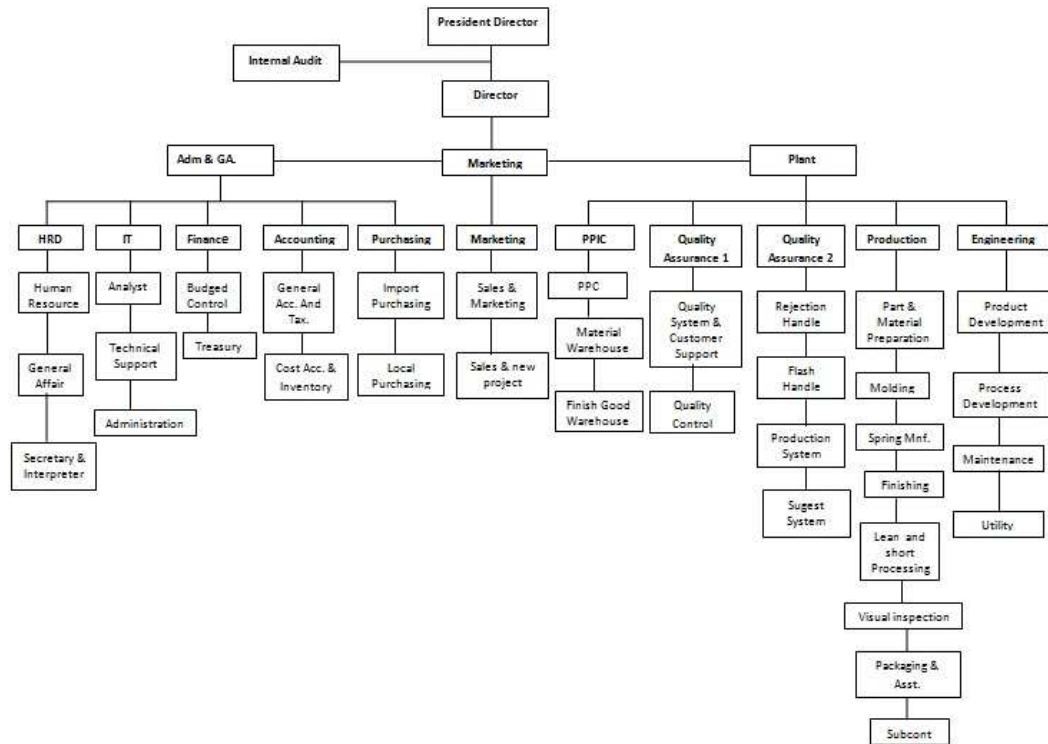 President Director
Internal Audit
Director
Adm & GA.
Marketing
Plant
HRD
IT
Finance
Accounting
Purchasing
Marketing
PPIC
Quality
Assurance 1
Quality
Assurance 2
Production
Engineering
Human
Resource
General
Affair
Secretary &
Interpreter
Analyst
Technical
Support
Administration
Budged
Control
Treasury
General
Acc. And
Tax.
Cost Acc. &
Inventory
Import
Purchasing
Local
Purchasing
Sales &
Marketing
Sales & new
project
PPC
Material
Warehouse
Finish Good
Warehouse
Quality
System &
Customer
Support
Quality
Control
Rejection
Handle
Flash
Handle
Production
System
Sugest
System
Part &
Material
Preparation
Molding
Spring Mnf.
Finishing
Lean and
short
Processing
Visual inspection
Packaging &
Asst.
Subcont
Product
Development
Process
Development
Maintenance
Utility